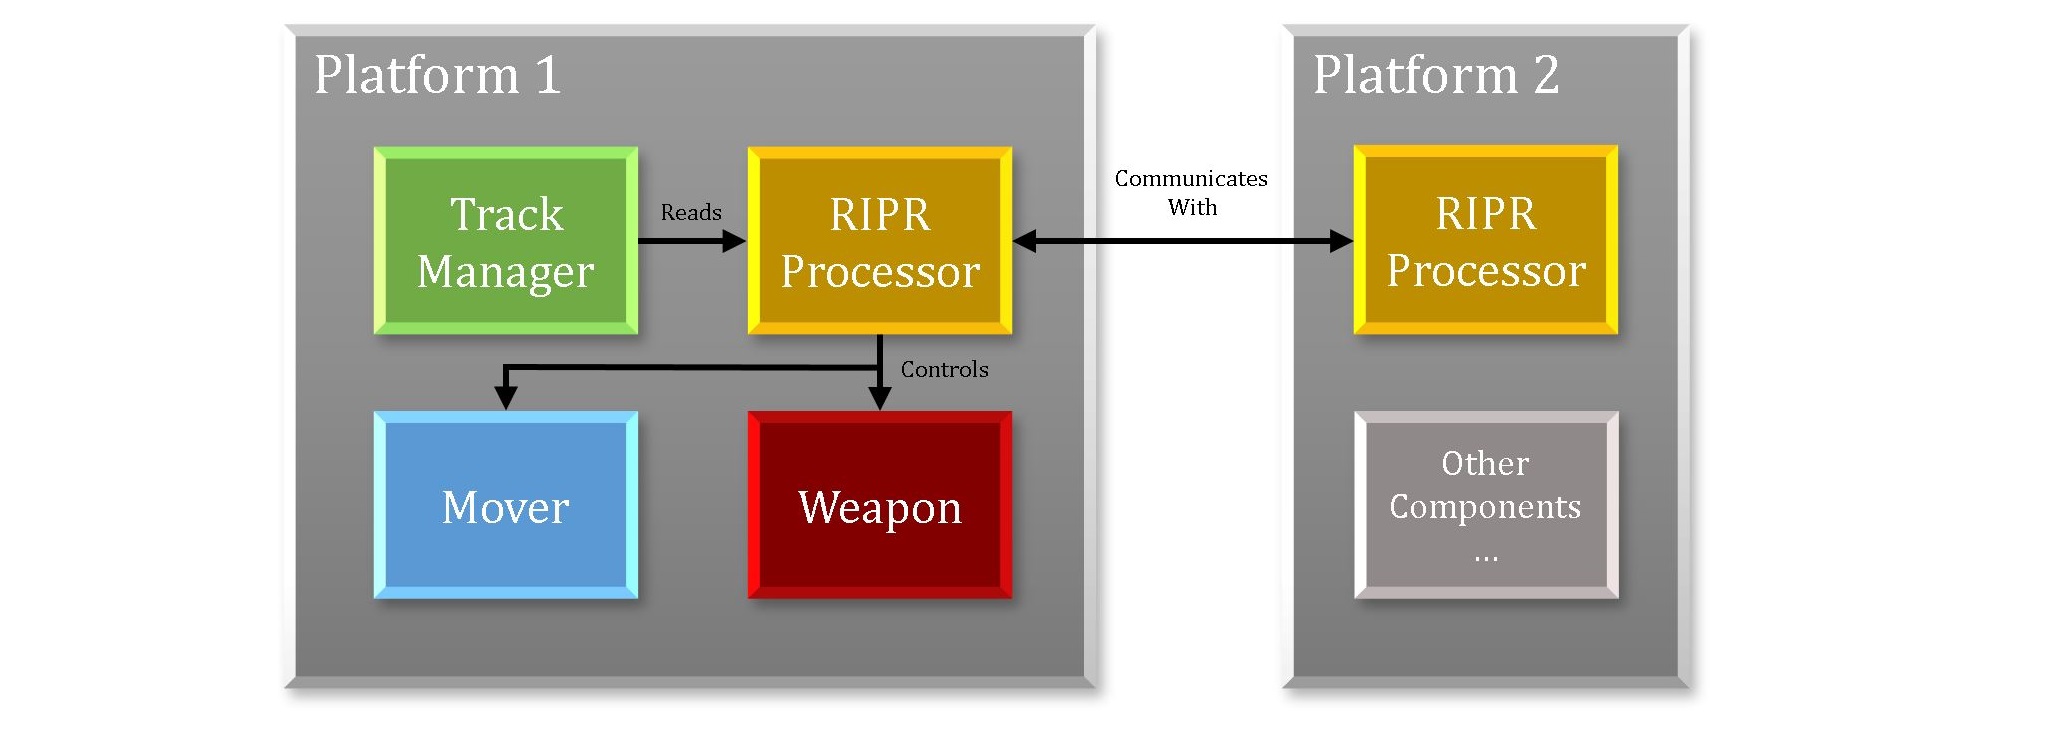 Platform 1
Track
Manager
Reads
RIPR
Processor
Controls
Mover
Weapon
Communicates
With
Platform 2
RIPR
Processor
Other
Components
...